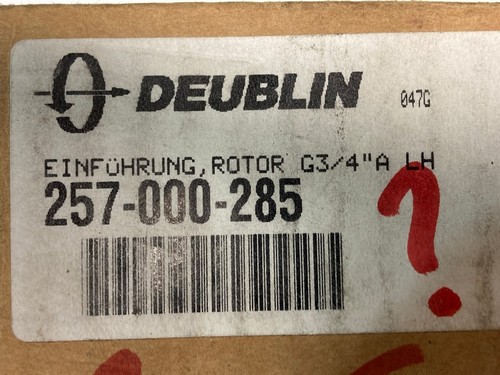 DEUBLIN 047G
EINFÜHRUNG,ROTOR G3/4"A LH
257-000-285
?